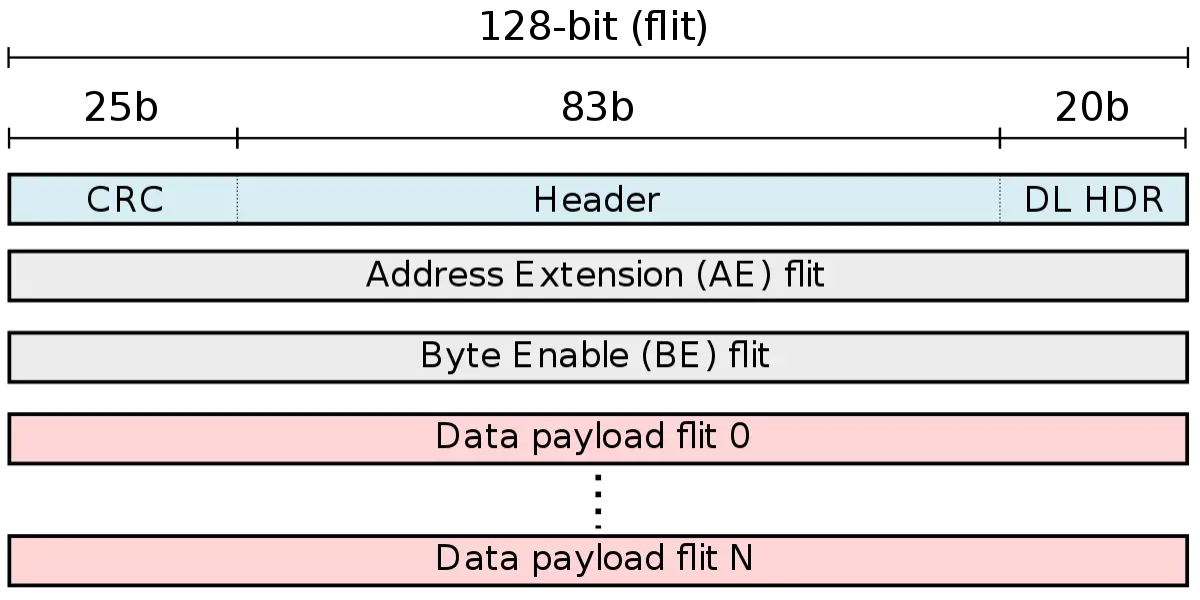 128-bit (flit)
25b 83b 20b
CRC Header DL HDR
Address Extension (AE) flit
Byte Enable (BE) flit
Data payload flit 0
Data payload flit N